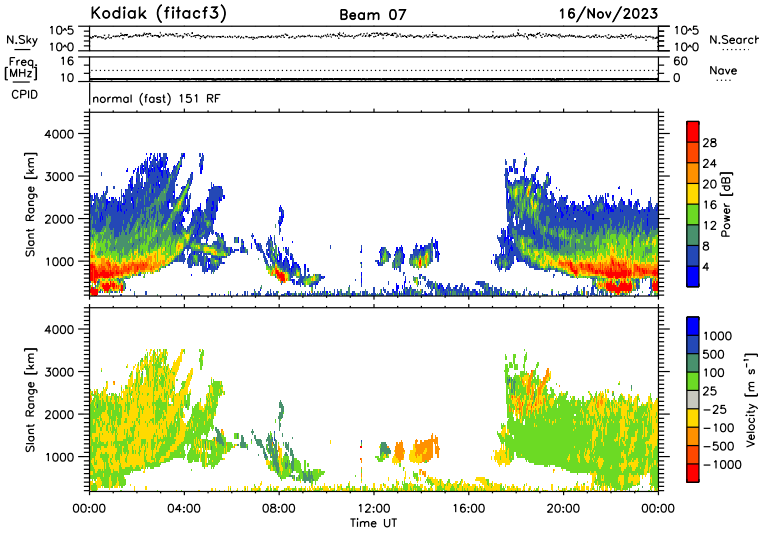 Kodiak (fitacf3) Beam 07 16/Nov/2023
N.Sky 10^5 10^0 10^5 10^0 N.Search
Freq. [MHz] 16 10 60 0 Nave
CPID normal (fast) 151 RF
Slant Range [km] 4000 3000 2000 1000
28 24 20 16 12 8 4 Power [dB]
Slant Range [km] 4000 3000 2000 1000
1000 500 100 25 -25 -100 -500 -1000 Velocity [m s^-1]
00:00 04:00 08:00 12:00 16:00 20:00 00:00
Time UT